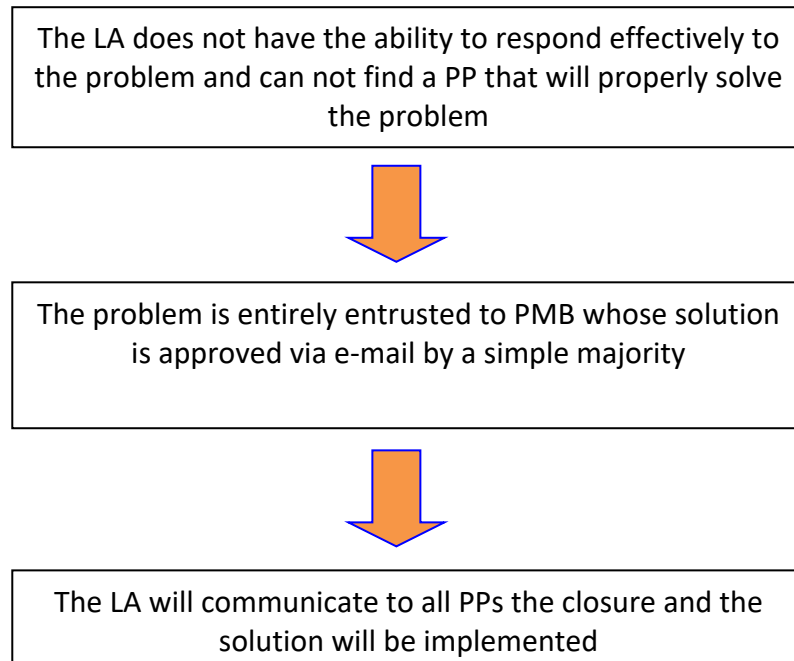 The LA does not have the ability to respond effectively to
the problem and can not find a PP that will properly solve
the problem
The problem is entirely entrusted to PMB whose solution
is approved via e-mail by a simple majority
The LA will communicate to all PPs the closure and the
solution will be implemented